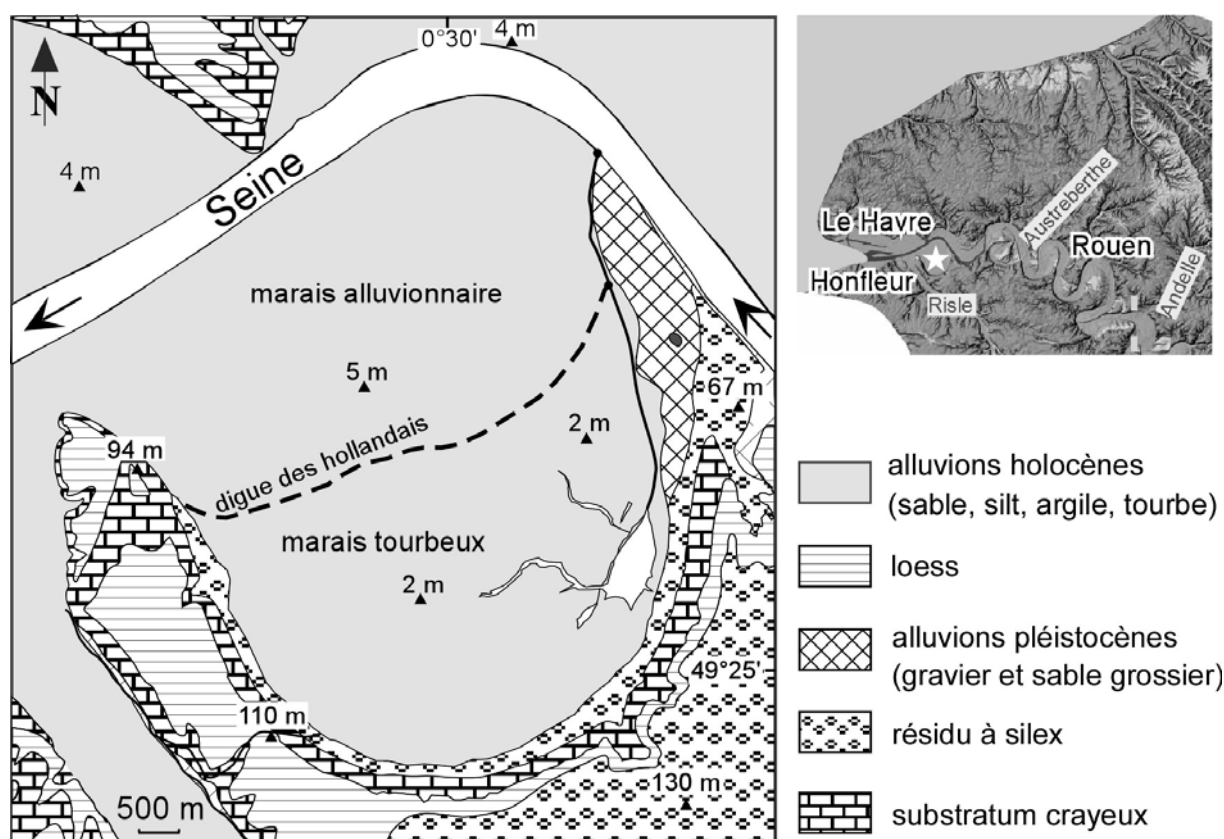 0°30'
4 m
N
4 m
Seine
marais alluvionnaire
5 m
2 m
67 m
94 m
digue des hollandais
marais tourbeux
2 m
49°25'
110 m
130 m
500 m
Le Havre
Honfleur
Risle
Austreberthe
Rouen
Andelle
alluvions holocènes
(sable, silt, argile, tourbe)
loess
alluvions pléistocènes
(gravier et sable grossier)
résidu à silex
substratum crayeux